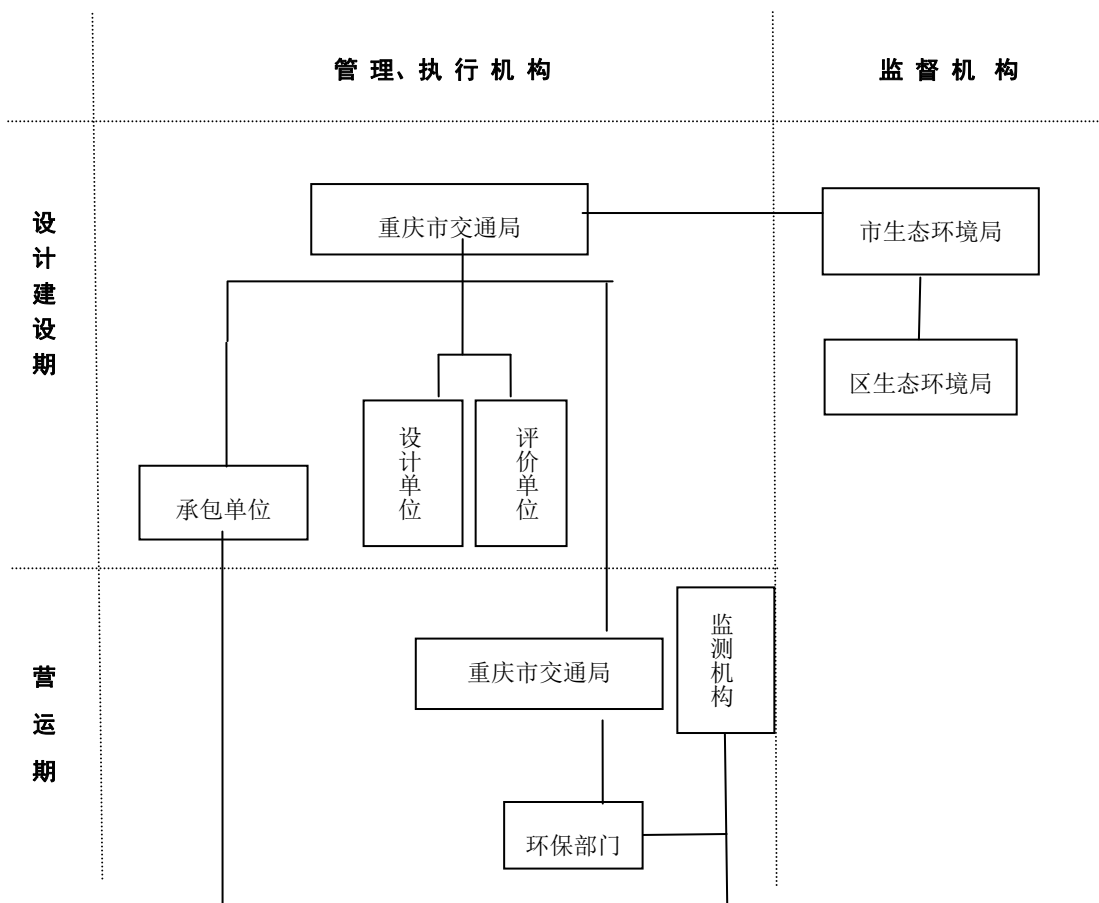 管 理、执 行 机 构
监 督 机 构
设计建设期
重庆市交通局
市生态环境局
区生态环境局
设计单位
评价单位
承包单位
营运期
重庆市交通局
监测机构
环保部门